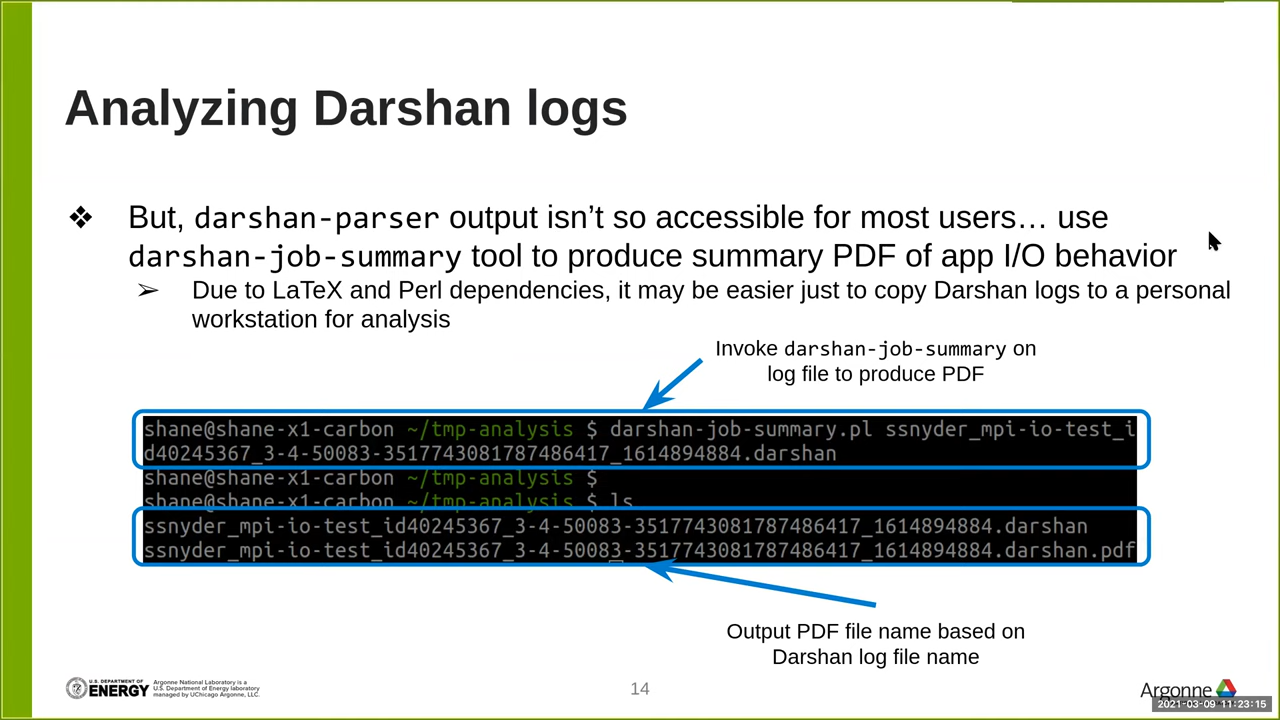 Analyzing Darshan logs
❖ But, darshan-parser output isn’t so accessible for most users… use
darshan-job-summary tool to produce summary PDF of app I/O behavior
➢ Due to LaTeX and Perl dependencies, it may be easier just to copy Darshan logs to a personal
workstation for analysis
Invoke darshan-job-summary on
log file to produce PDF
shane@shane-x1-carbon ~/tmp-analysis $ darshan-job-summary.pl ssnyder_mpi-io-test_i
d40245367_3-4-50083-3517743081787486417_1614894884.darshan
shane@shane-x1-carbon ~/tmp-analysis $
shane@shane-x1-carbon ~/tmp-analysis $ ls
ssnyder_mpi-io-test_id40245367_3-4-50083-3517743081787486417_1614894884.darshan
ssnyder_mpi-io-test_id40245367_3-4-50083-3517743081787486417_1614894884.darshan.pdf
Output PDF file name based on
Darshan log file name
U.S. DEPARTMENT OF
ENERGY
Argonne National Laboratory is a
U.S. Department of Energy laboratory
managed by UChicago Argonne, LLC.
14
Argonne
2021-03-09 11:23:15